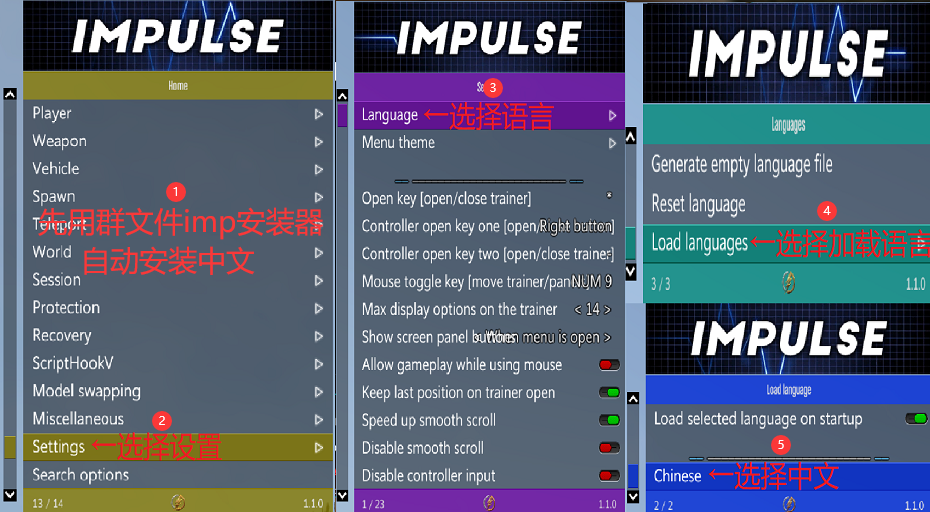 IMPULSE
Home
Player
Weapon
Vehicle
Spawn
1
先用群文件imp安装器
Teleport
World
自动安装中文
Session
Protection
Recovery
ScriptHookV
Model swapping
Miscellaneous
2
Settings ←选择设置
Search options
13 / 14 1.1.0
IMPULSE
3
Language ←选择语言
Menu theme
Open key [open/close trainer] *
Controller open key one [open Right button]
Controller open key two [open/close trainer
Mouse toggle key [move trainer/pan NUM 9
Max display options on the trainer < 14 >
Show screen panel buttons When menu is open >
Allow gameplay while using mouse
Keep last position on trainer open
Speed up smooth scroll
Disable smooth scroll
Disable controller input
1 / 23 1.1.0
IMPULSE
Languages
Generate empty language file
Reset language
4
Load languages ←选择加载语言
3 / 3 1.1.0
IMPULSE
Load language
Load selected language on startup
5
Chinese ←选择中文
2 / 2 1.1.0